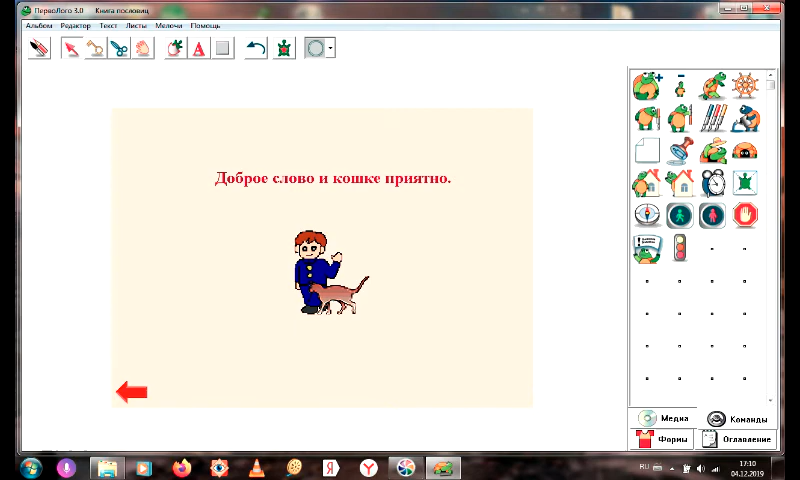 ПервоЛого 3.0    Книга пословиц
Альбом Редактор Текст Листы Мелочи Помощь
Доброе слово и кошке приятно.
Медиа
Команды
Формы
Оглавление
RU
17:10
04.12.2019